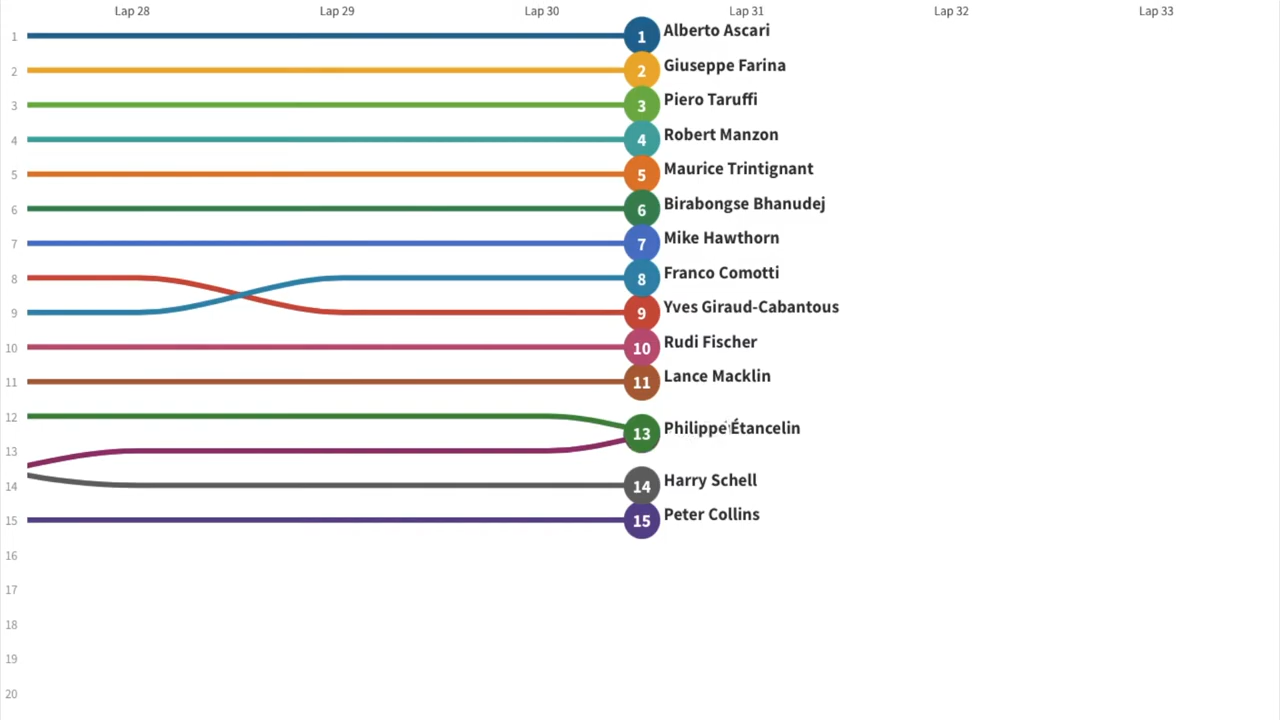 Lap 28 Lap 29 Lap 30 Lap 31 Lap 32 Lap 33
1 1 Alberto Ascari
2 2 Giuseppe Farina
3 3 Piero Taruffi
4 4 Robert Manzon
5 5 Maurice Trintignant
6 6 Birabongse Bhanudej
7 7 Mike Hawthorn
8 8 Franco Comotti
9 9 Yves Giraud-Cabantous
10 10 Rudi Fischer
11 11 Lance Macklin
12
13 13 Philippe Étancelin
14 14 Harry Schell
15 15 Peter Collins
16
17
18
19
20